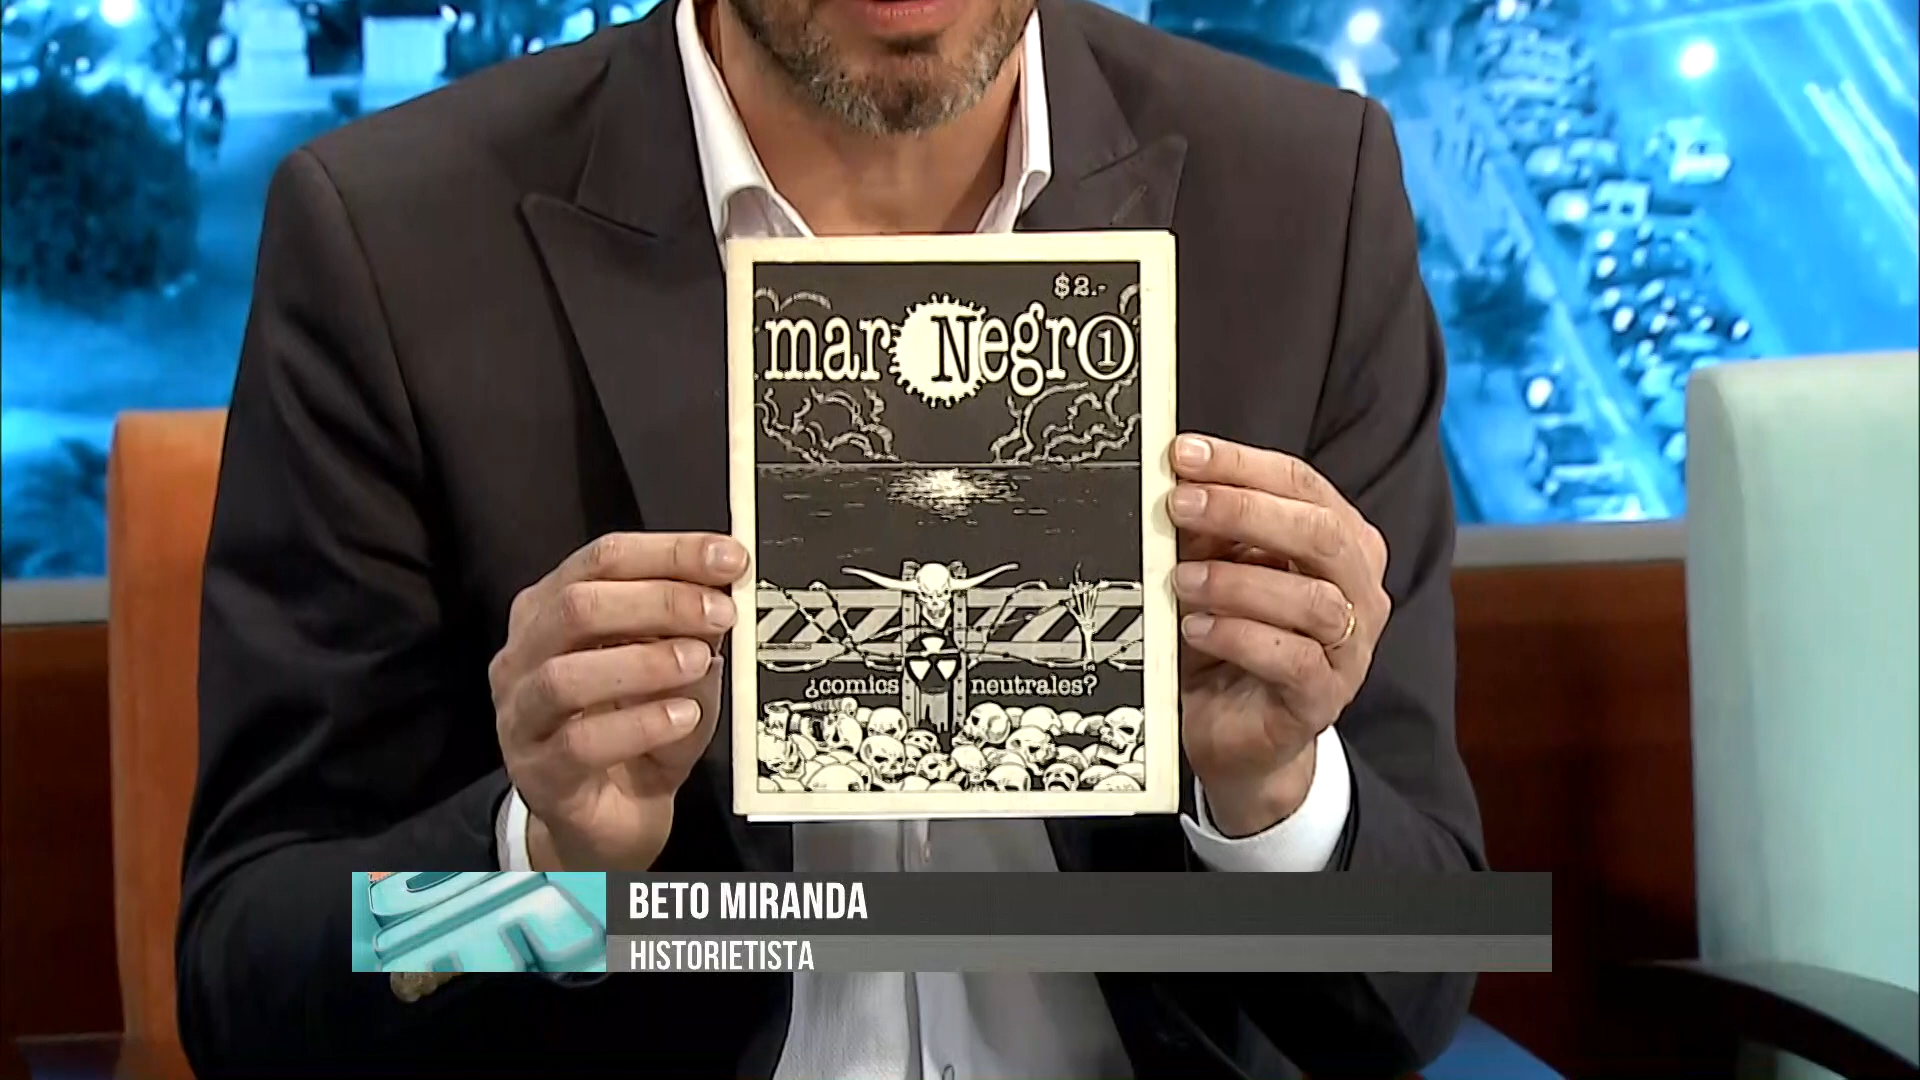 $2.-
mar Negro
1
¿comics neutrales?
BETO MIRANDA
HISTORIETISTA